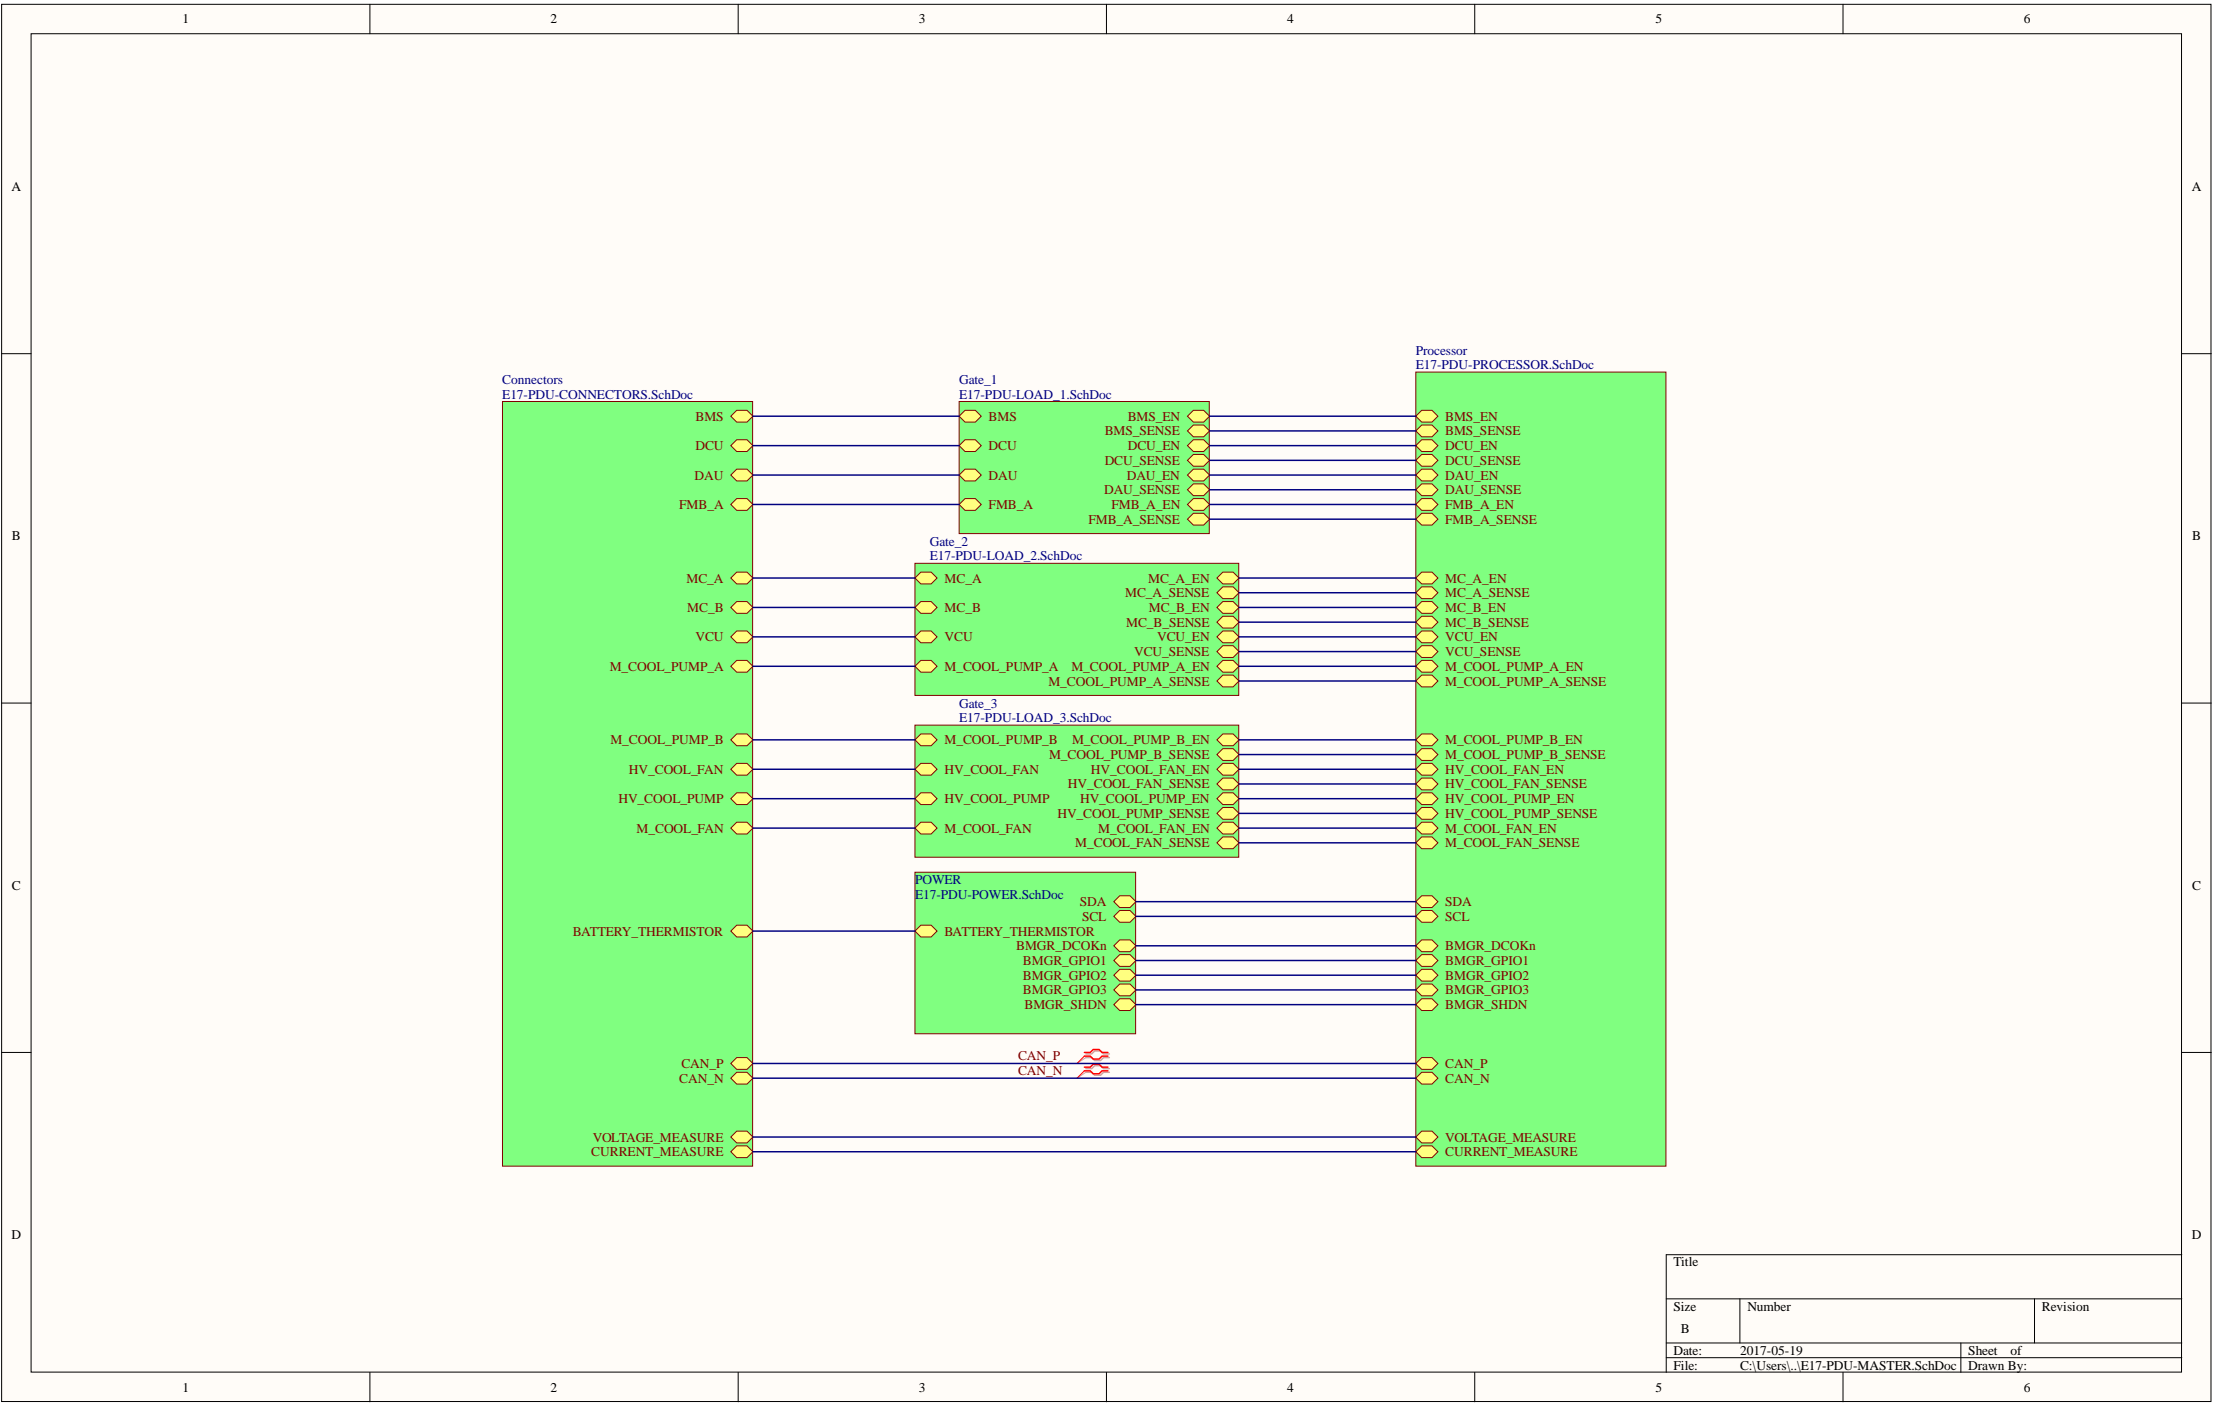 1 2 3 4 5 6
A A
B B
C C
D D
Connectors
E17-PDU-CONNECTORS.SchDoc
BMS
DCU
DAU
FMB_A
MC_A
MC_B
VCU
M_COOL_PUMP_A
M_COOL_PUMP_B
HV_COOL_FAN
HV_COOL_PUMP
M_COOL_FAN
BATTERY_THERMISTOR
CAN_P
CAN_N
VOLTAGE_MEASURE
CURRENT_MEASURE
Gate_1
E17-PDU-LOAD_1.SchDoc
BMS BMS_EN
BMS_SENSE
DCU DCU_EN
DCU_SENSE
DAU DAU_EN
DAU_SENSE
FMB_A FMB_A_EN
FMB_A_SENSE
Gate_2
E17-PDU-LOAD_2.SchDoc
MC_A MC_A_EN
MC_A_SENSE
MC_B MC_B_EN
MC_B_SENSE
VCU VCU_EN
VCU_SENSE
M_COOL_PUMP_A M_COOL_PUMP_A_EN
M_COOL_PUMP_A_SENSE
Gate_3
E17-PDU-LOAD_3.SchDoc
M_COOL_PUMP_B M_COOL_PUMP_B_EN
M_COOL_PUMP_B_SENSE
HV_COOL_FAN HV_COOL_FAN_EN
HV_COOL_FAN_SENSE
HV_COOL_PUMP HV_COOL_PUMP_EN
HV_COOL_PUMP_SENSE
M_COOL_FAN M_COOL_FAN_EN
M_COOL_FAN_SENSE
POWER
E17-PDU-POWER.SchDoc
SDA
SCL
BATTERY_THERMISTOR
BMGR_DCOKn
BMGR_GPIO1
BMGR_GPIO2
BMGR_GPIO3
BMGR_SHDN
CAN_P
CAN_N
Processor
E17-PDU-PROCESSOR.SchDoc
BMS_EN
BMS_SENSE
DCU_EN
DCU_SENSE
DAU_EN
DAU_SENSE
FMB_A_EN
FMB_A_SENSE
MC_A_EN
MC_A_SENSE
MC_B_EN
MC_B_SENSE
VCU_EN
VCU_SENSE
M_COOL_PUMP_A_EN
M_COOL_PUMP_A_SENSE
M_COOL_PUMP_B_EN
M_COOL_PUMP_B_SENSE
HV_COOL_FAN_EN
HV_COOL_FAN_SENSE
HV_COOL_PUMP_EN
HV_COOL_PUMP_SENSE
M_COOL_FAN_EN
M_COOL_FAN_SENSE
SDA
SCL
BMGR_DCOKn
BMGR_GPIO1
BMGR_GPIO2
BMGR_GPIO3
BMGR_SHDN
CAN_P
CAN_N
VOLTAGE_MEASURE
CURRENT_MEASURE
Title
Size Number Revision
B
Date: 2017-05-19 Sheet of
File: C:\Users\..\E17-PDU-MASTER.SchDoc Drawn By:
1 2 3 4 5 6